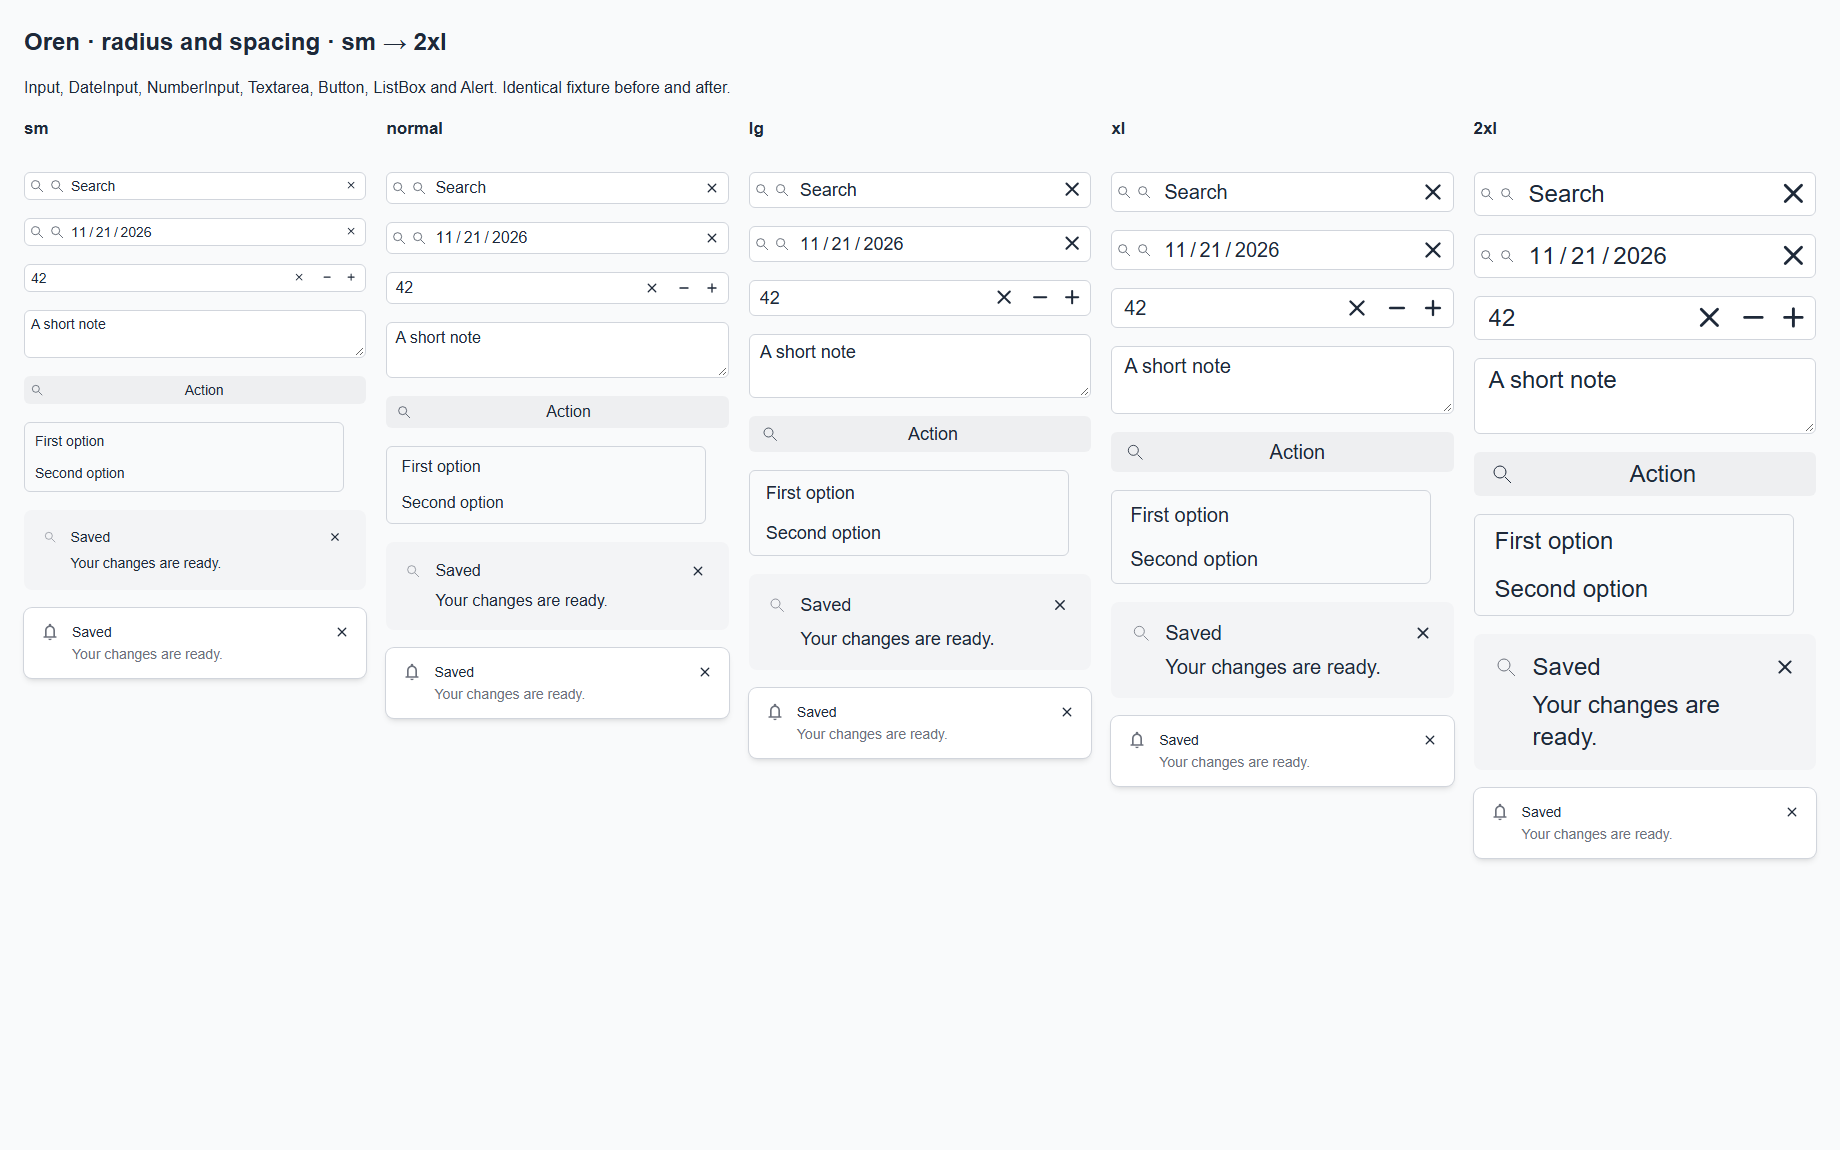 Oren · radius and spacing · sm → 2xl
Input, DateInput, NumberInput, Textarea, Button, ListBox and Alert. Identical fixture before and after.
sm
Search
11 / 21 / 2026
42
A short note
Action
First option
Second option
Saved
Your changes are ready.
Saved
Your changes are ready.
normal
Search
11 / 21 / 2026
42
A short note
Action
First option
Second option
Saved
Your changes are ready.
Saved
Your changes are ready.
lg
Search
11 / 21 / 2026
42
A short note
Action
First option
Second option
Saved
Your changes are ready.
Saved
Your changes are ready.
xl
Search
11 / 21 / 2026
42
A short note
Action
First option
Second option
Saved
Your changes are ready.
Saved
Your changes are ready.
2xl
Search
11 / 21 / 2026
42
A short note
Action
First option
Second option
Saved
Your changes are
ready.
Saved
Your changes are ready.